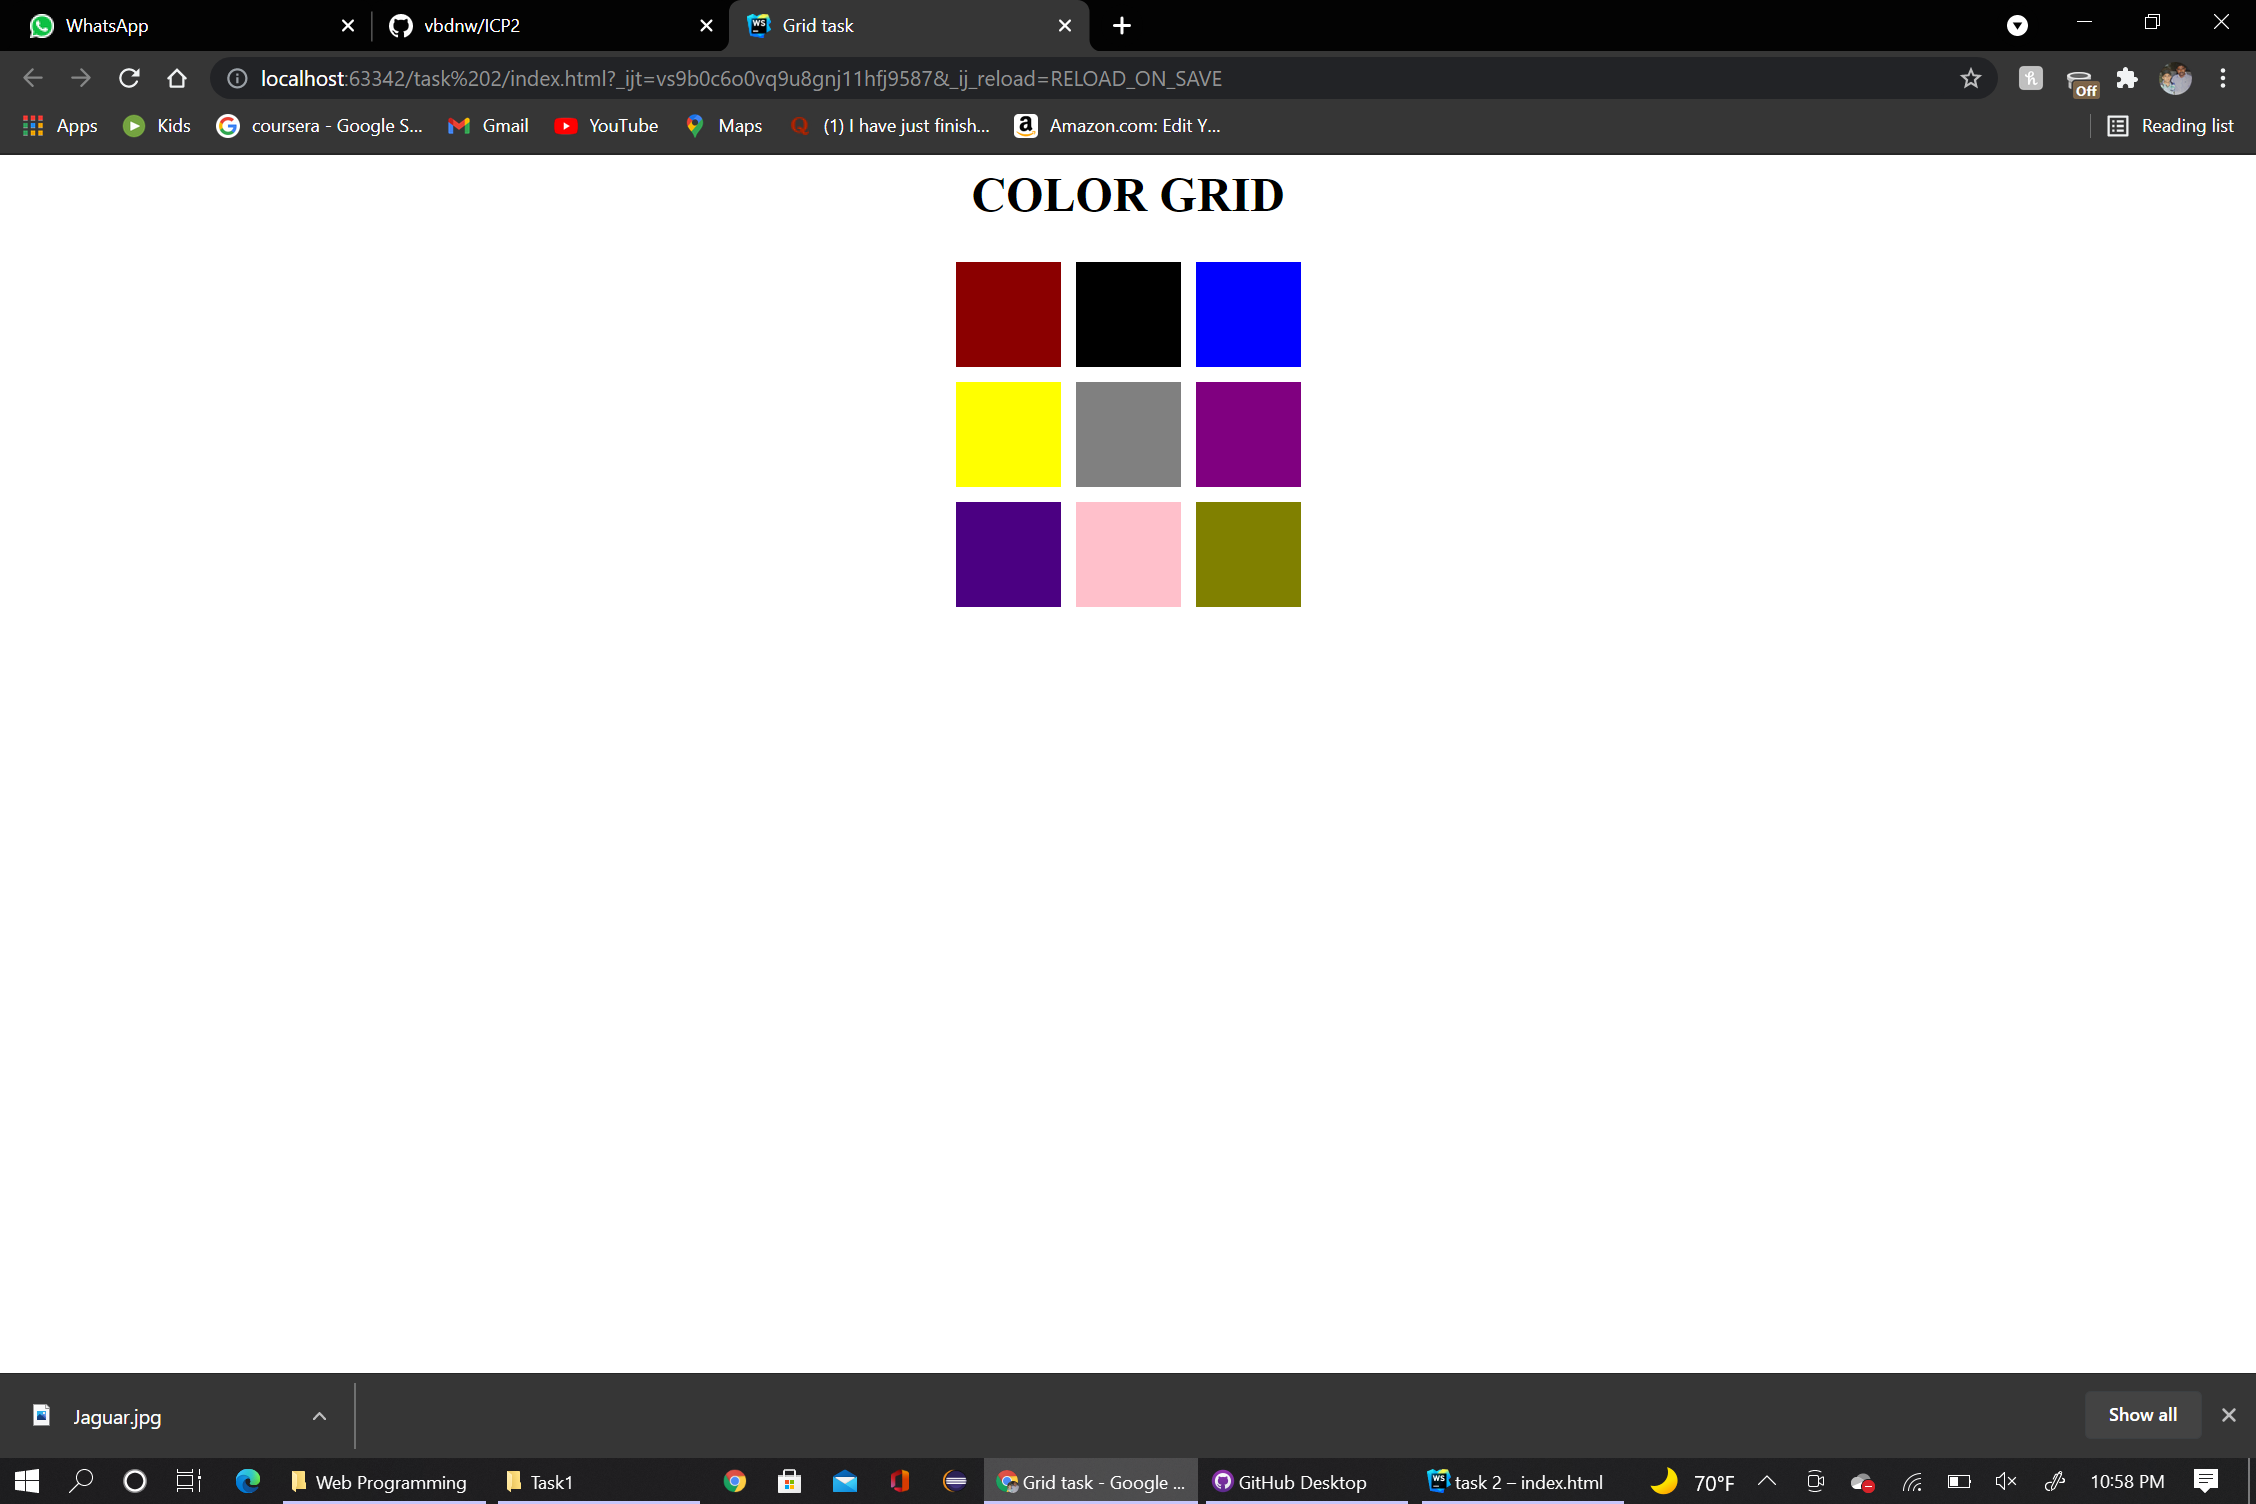 WhatsApp
vbdnw/ICP2
Grid task
localhost:63342/task%202/index.html?_ijt=vs9b0c6o0vq9u8gnj11hfj9587&_ij_reload=RELOAD_ON_SAVE
Off
Apps
Kids
coursera - Google S...
Gmail
YouTube
Maps
(1) I have just finish...
Amazon.com: Edit Y...
Reading list
COLOR GRID
Jaguar.jpg
Show all
Web Programming
Task1
Grid task - Google ...
GitHub Desktop
task 2 – index.html
70°F
10:58 PM